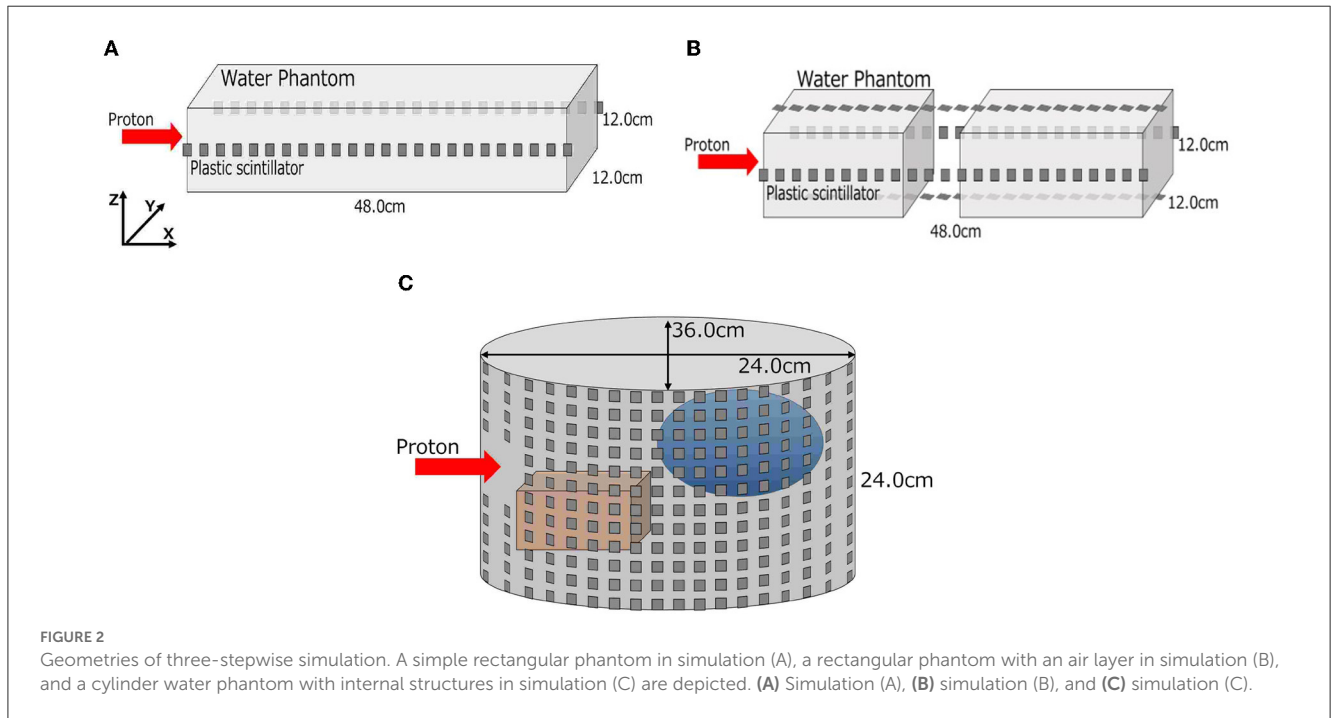 A
Water Phantom
Proton
12.0cm
Plastic scintillator
12.0cm
48.0cm
Z
Y
X
B
Water Phantom
Proton
12.0cm
Plastic scintillator
12.0cm
48.0cm
C
36.0cm
24.0cm
Proton
24.0cm
FIGURE 2
Geometries of three-stepwise simulation. A simple rectangular phantom in simulation (A), a rectangular phantom with an air layer in simulation (B),
and a cylinder water phantom with internal structures in simulation (C) are depicted. (A) Simulation (A), (B) simulation (B), and (C) simulation (C).